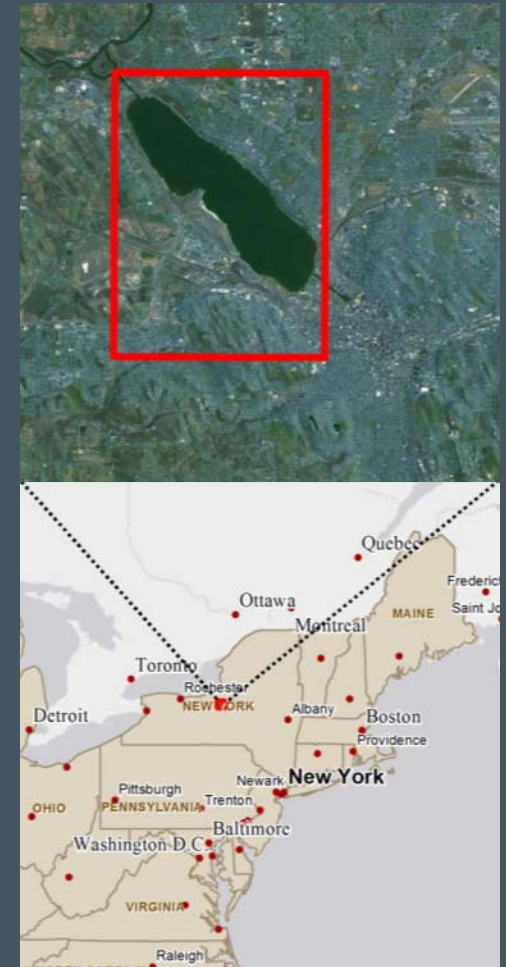 Quebec
Frederic
Ottawa
MAINE
Saint Jo
Montreal
Toronto
Rochester
NEW YORK
Detroit
Albany
Boston
Providence
Newark
New York
Pittsburgh
OHIO
PENNSYLVANIA
Trenton
Baltimore
Washington D.C.
VIRGINIA
Raleigh